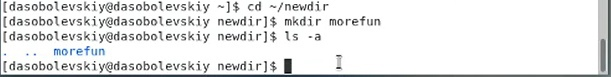 [dasobolevskiy@dasobolevskiy ~]$ cd ~/newdir
[dasobolevskiy@dasobolevskiy newdir]$ mkdir morefun
[dasobolevskiy@dasobolevskiy newdir]$ ls -a
.  ..  morefun
[dasobolevskiy@dasobolevskiy newdir]$